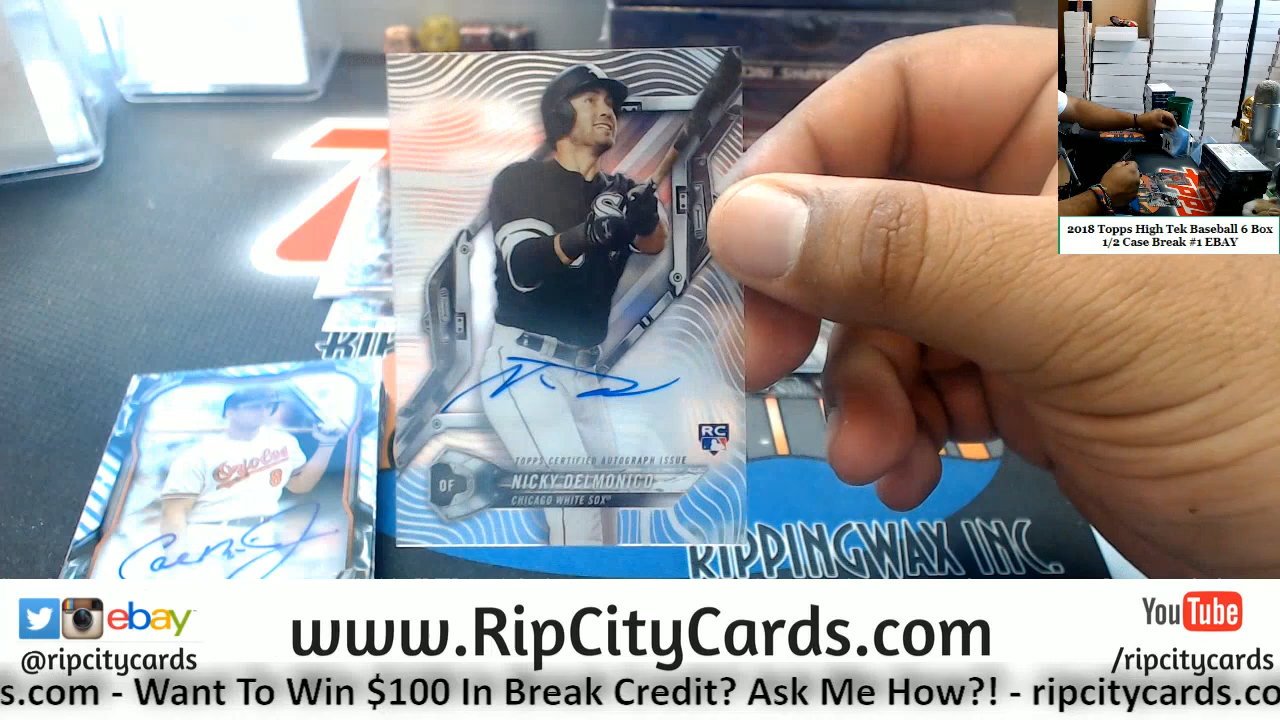 2018 Topps High Tek Baseball 6 Box
1/2 Case Break #1 EBAY
TOPPS CERTIFIED AUTOGRAPH ISSUE
RC
OF
NICKY DELMONICO
CHICAGO WHITE SOX
Orioles
8
RIPPINGWAX INC.
ebay
@ripcitycards
www.RipCityCards.com
YouTube
/ripcitycards
s.com - Want To Win $100 In Break Credit? Ask Me How?! - ripcitycards.co